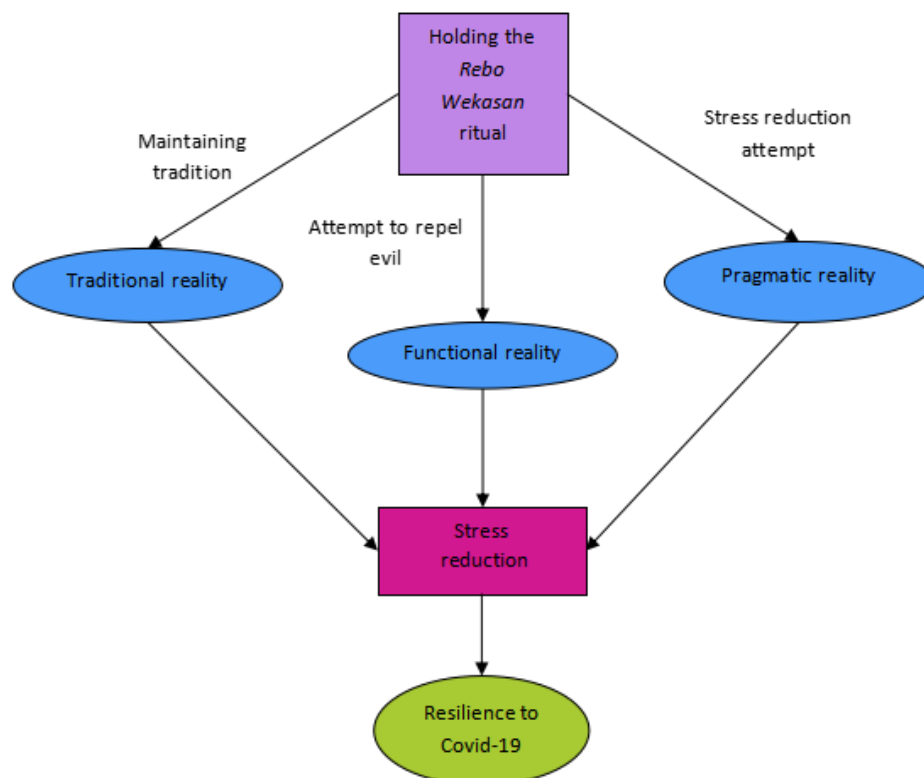 Holding the
Rebo
Wekasan
ritual
Maintaining
tradition
Stress reduction
attempt
Attempt to repel
evil
Traditional reality
Pragmatic reality
Functional reality
Stress
reduction
Resilience to
Covid-19